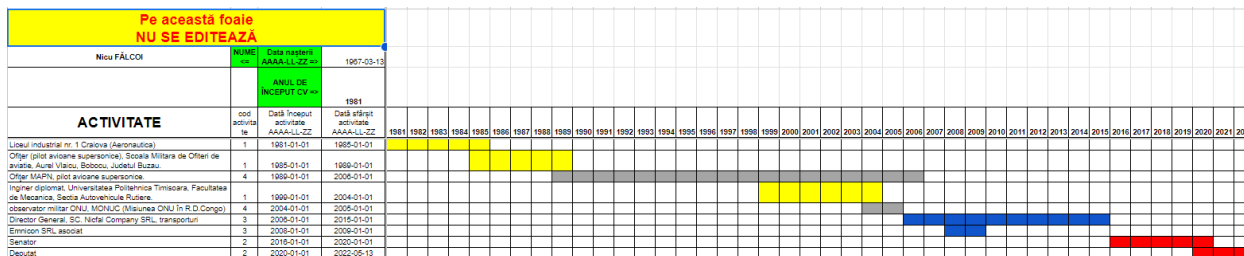 Pe această foaie
NU SE EDITEAZĂ
Nicu FĂLCOI NUME <= Data nașterii AAAA-LL-ZZ => 1967-03-13
ANUL DE ÎNCEPUT CV => 1981
ACTIVITATE cod activitate Dată început activitate AAAA-LL-ZZ Dată sfârșit activitate AAAA-LL-ZZ 1981 1982 1983 1984 1985 1986 1987 1988 1989 1990 1991 1992 1993 1994 1995 1996 1997 1998 1999 2000 2001 2002 2003 2004 2005 2006 2007 2008 2009 2010 2011 2012 2013 2014 2015 2016 2017 2018 2019 2020 2021
Liceul industrial nr. 1 Craiova (Aeronautica) 1 1981-01-01 1985-01-01
Ofițer (pilot avioane supersonice), Scoala Militara de Ofiteri de
aviatie, Aurel Vlaicu, Bobocu, Judetul Buzau. 1 1985-01-01 1989-01-01
Ofițer MAPN, pilot avioane supersonice. 4 1989-01-01 2006-01-01
Inginer diplomat, Universitatea Politehnica Timisoara, Facultatea
de Mecanica, Sectia Autovehicule Rutiere. 1 1999-01-01 2004-01-01
observator militar ONU, MONUC (Misiunea ONU în R.D.Congo) 4 2004-01-01 2005-01-01
Director General, SC. Nicfal Company SRL, transporturi 3 2006-01-01 2015-01-01
Emnicon SRL asociat 3 2008-01-01 2009-01-01
Senator 2 2016-01-01 2020-01-01
Deputat 2 2020-01-01 2022-05-13